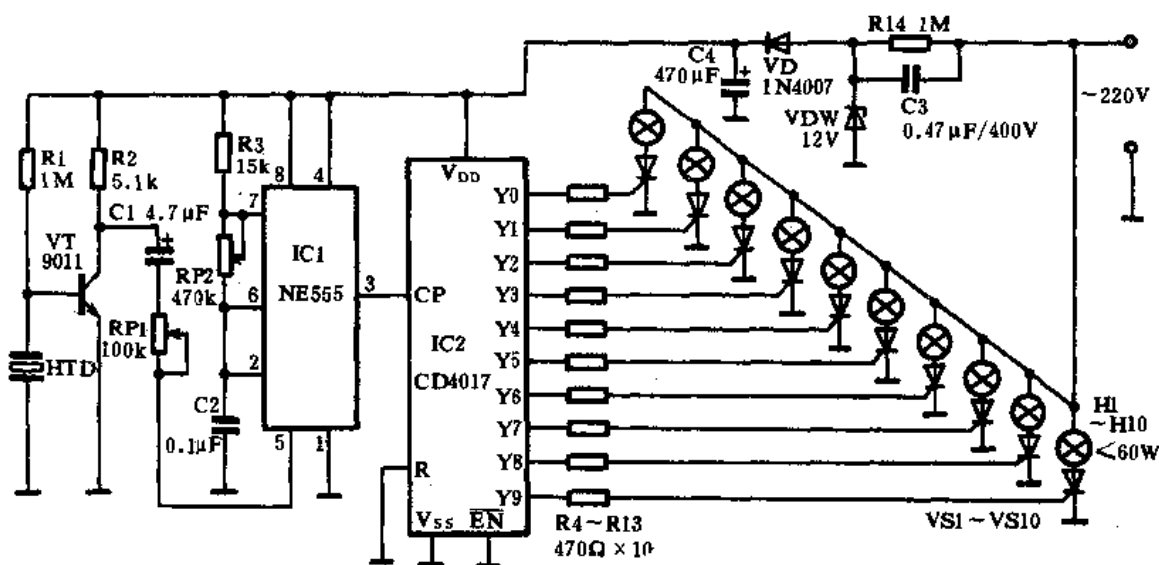 R14 1M
C4
470μF
+
VD
1N4007
C3
0.47μF/400V
~220V
VDW
12V
R1
1M
R2
5.1k
R3
15k
8
4
VDD
C1 4.7μF
+
7
VT
9011
RP2
470k
IC1
NE555
3
CP
6
RP1
100k
2
HTD
C2
0.1μF
5
1
IC2
CD4017
Y0
Y1
Y2
Y3
Y4
Y5
Y6
Y7
Y8
Y9
R
VSS
EN
R4~R13
470Ω×10
H1
~H10
<60W
VS1~VS10